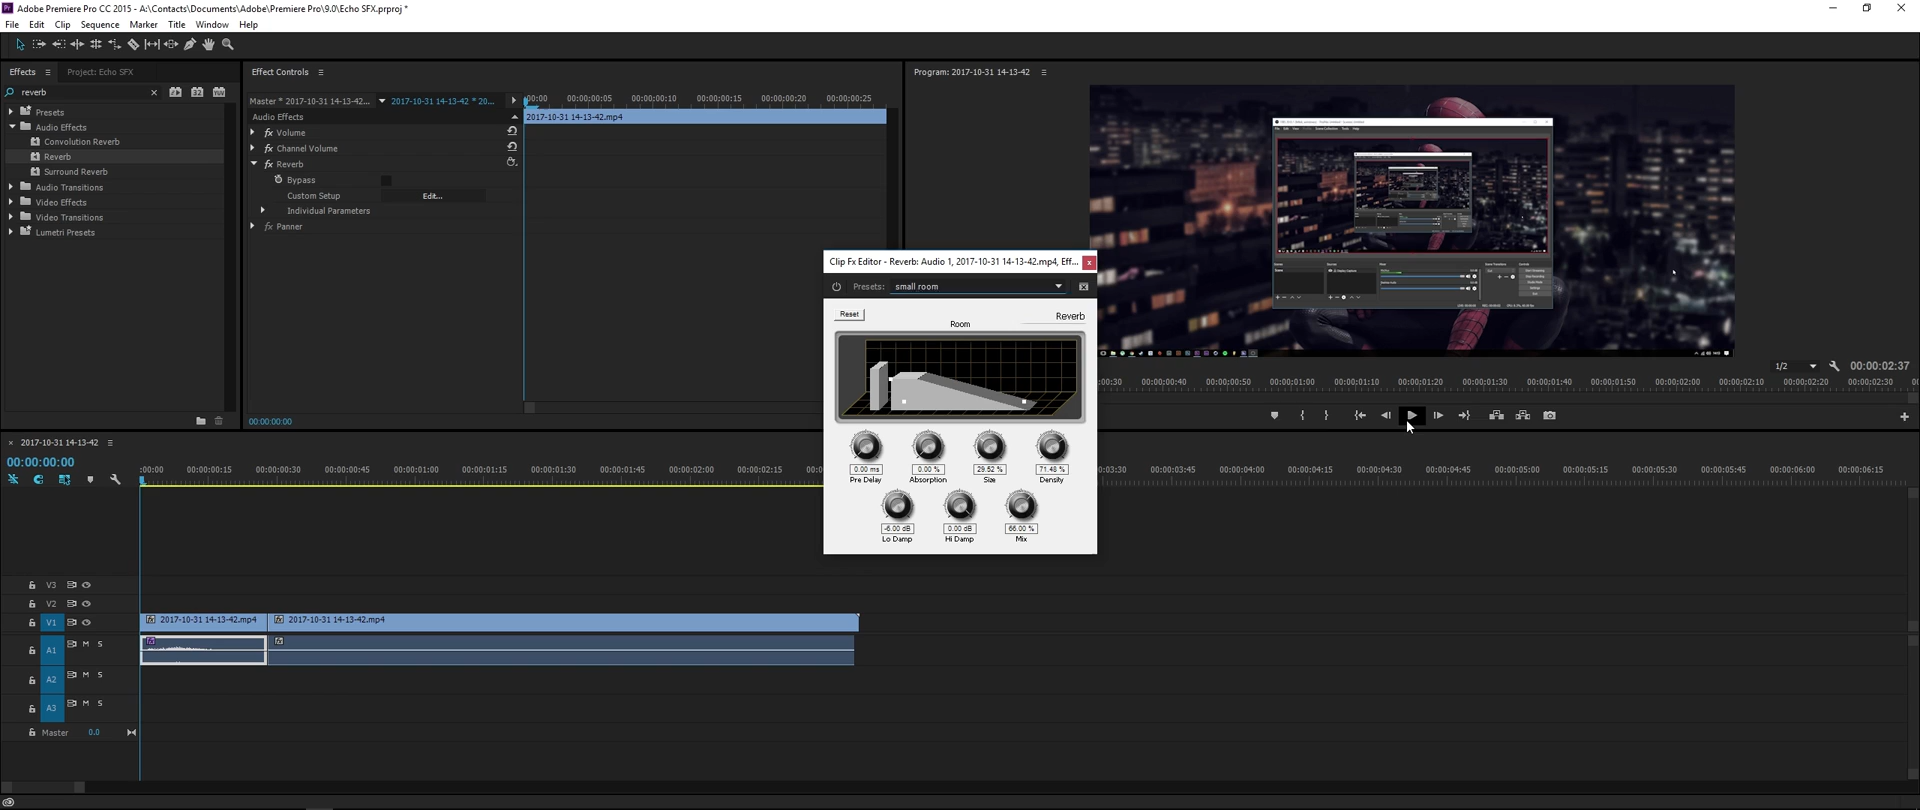 Adobe Premiere Pro CC 2015 - A:\Contacts\Documents\Adobe\Premiere Pro\9.0\Echo SFX.prproj *
File Edit Clip Sequence Marker Title Window Help
Effects Project: Echo SFX
reverb
Presets
Audio Effects
Convolution Reverb
Reverb
Surround Reverb
Audio Transitions
Video Effects
Video Transitions
Lumetri Presets
Effect Controls
Master * 2017-10-31 14-13-42... 2017-10-31 14-13-42 * 20...
Audio Effects
fx Volume
fx Channel Volume
fx Reverb
Bypass
Custom Setup Edit...
Individual Parameters
fx Panner
00:00:00:00
:00:00 00:00:00:05 00:00:00:10 00:00:00:15 00:00:00:20 00:00:00:25
2017-10-31 14-13-42.mp4
Program: 2017-10-31 14-13-42
1/2 00:00:02:37
00:00:00:40 00:00:00:50 00:00:01:00 00:00:01:10 00:00:01:20 00:00:01:30 00:00:01:40 00:00:01:50 00:00:02:00 00:00:02:10 00:00:02:20 00:00:02:30
Clip Fx Editor - Reverb: Audio 1, 2017-10-31 14-13-42.mp4, Eff...
Presets: small room
Reset
Reverb
Room
0.00 ms 0.00 % 29.52 % 71.48 %
Pre Delay Absorption Size Density
-6.00 dB 0.00 dB 66.00 %
Lo Damp Hi Damp Mix
2017-10-31 14-13-42
00:00:00:00
:00:00 00:00:00:15 00:00:00:30 00:00:00:45 00:00:01:00 00:00:01:15 00:00:01:30 00:00:01:45 00:00:02:00 00:00:02:15 00:00:03:45 00:00:04:00 00:00:04:15 00:00:04:30 00:00:04:45 00:00:05:00 00:00:05:15 00:00:05:30 00:00:05:45 00:00:06:00 00:00:06:15
V3
V2
V1 2017-10-31 14-13-42.mp4 2017-10-31 14-13-42.mp4
A1 M S
A2 M S
A3 M S
Master 0.0